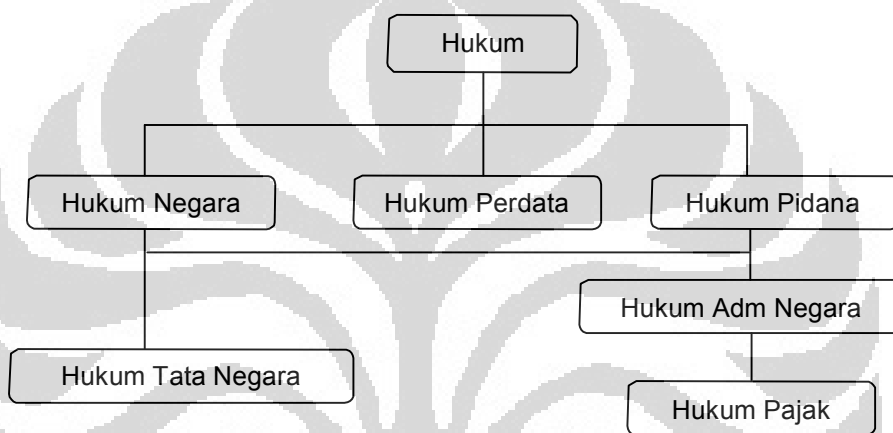 Hukum
Hukum Negara
Hukum Perdata
Hukum Pidana
Hukum Adm Negara
Hukum Tata Negara
Hukum Pajak